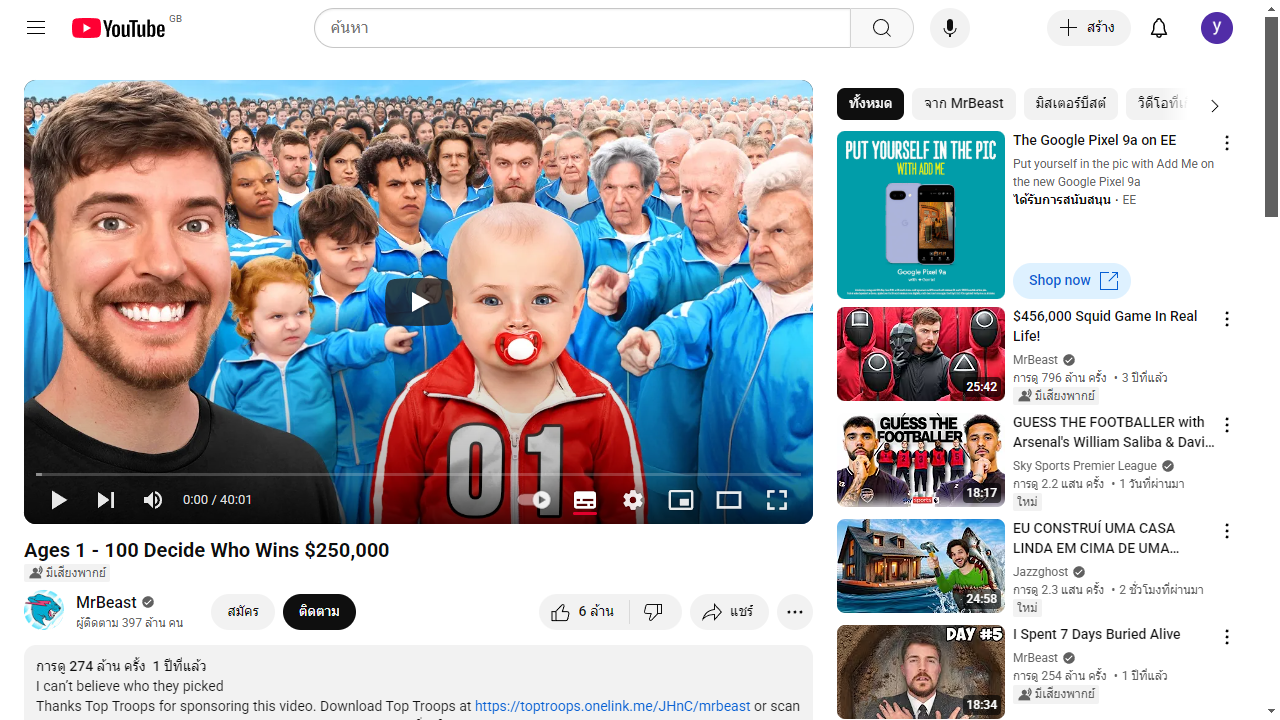 YouTube GB
ค้นหา
สร้าง
y
01
0:00 / 40:01
Ages 1 - 100 Decide Who Wins $250,000
มีเสียงพากย์
MrBeast
ผู้ติดตาม 397 ล้าน คน
สมัคร
ติดตาม
6 ล้าน
แชร์
การดู 274 ล้าน ครั้ง 1 ปีที่แล้ว
I can’t believe who they picked
Thanks Top Troops for sponsoring this video. Download Top Troops at https://toptroops.onelink.me/JHnC/mrbeast or scan
ทั้งหมด
จาก MrBeast
มิสเตอร์บีสต์
PUT YOURSELF IN THE PIC
WITH ADD ME
Google Pixel 9a
The Google Pixel 9a on EE
Put yourself in the pic with Add Me on
the new Google Pixel 9a
ได้รับการสนับสนุน · EE
Shop now
25:42
$456,000 Squid Game In Real
Life!
MrBeast
การดู 796 ล้าน ครั้ง • 3 ปีที่แล้ว
มีเสียงพากย์
GUESS THE
FOOTBALLER
sky sports
18:17
GUESS THE FOOTBALLER with
Arsenal's William Saliba & Davi...
Sky Sports Premier League
การดู 2.2 แสน ครั้ง • 1 วันที่ผ่านมา
ใหม่
24:58
EU CONSTRUÍ UMA CASA
LINDA EM CIMA DE UMA...
Jazzghost
การดู 2.3 แสน ครั้ง • 2 ชั่วโมงที่ผ่านมา
ใหม่
DAY #5
18:34
I Spent 7 Days Buried Alive
MrBeast
การดู 254 ล้าน ครั้ง • 1 ปีที่แล้ว
มีเสียงพากย์